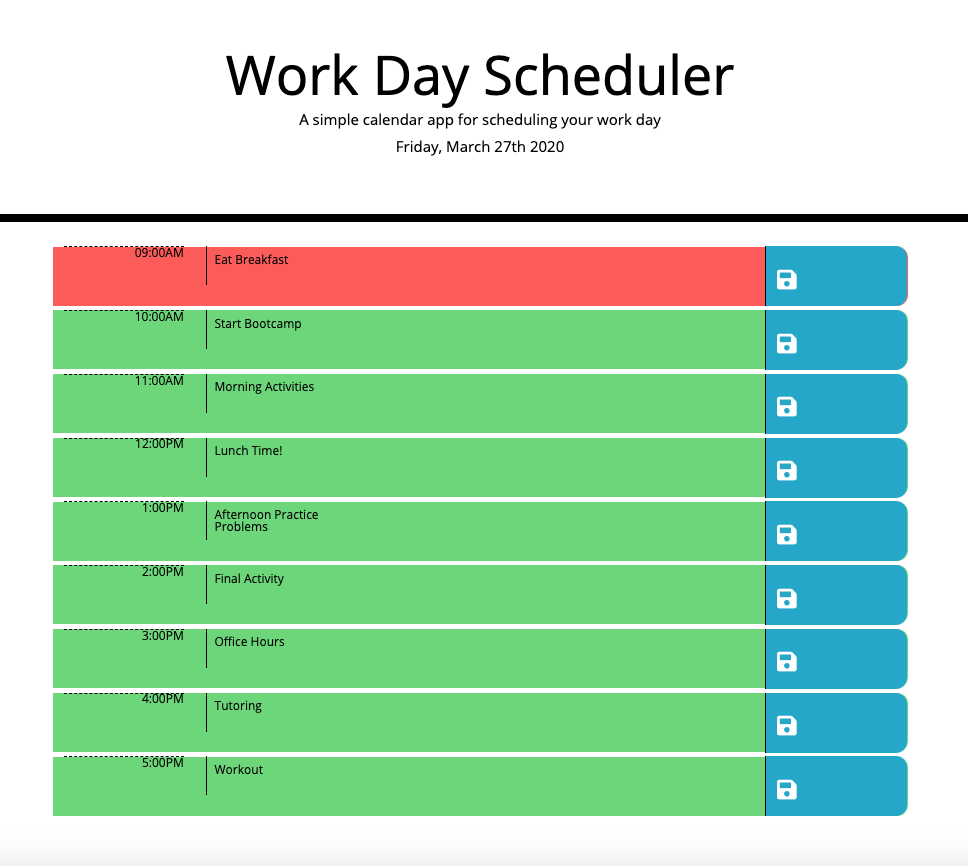 Work Day Scheduler
A simple calendar app for scheduling your work day
Friday, March 27th 2020
09:00AM
Eat Breakfast
10:00AM
Start Bootcamp
11:00AM
Morning Activities
12:00PM
Lunch Time!
1:00PM
Afternoon Practice
Problems
2:00PM
Final Activity
3:00PM
Office Hours
4:00PM
Tutoring
5:00PM
Workout